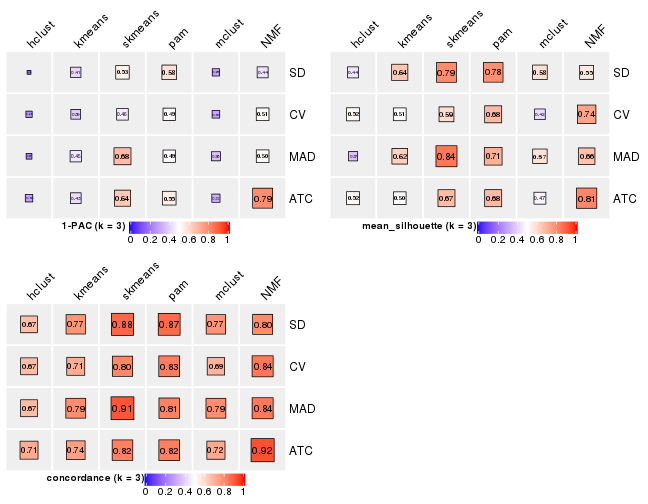 hclust kmeans skmeans pam mclust NMF
0.53 0.58 0.44 SD
0.51 CV
0.45 0.49 0.51 CV
0.45 0.68 0.49 0.50 MAD
0.43 0.64 0.55 0.79 ATC
1-PAC (k = 3)
0 0.2 0.4 0.6 0.8 1
hclust kmeans skmeans pam mclust NMF
0.44 0.64 0.79 0.78 0.58 0.55 SD
0.52 0.51 0.59 0.68 0.74 CV
0.62 0.84 0.71 0.57 0.66 MAD
0.52 0.50 0.67 0.68 0.47 0.81 ATC
mean_silhouette (k = 3)
0 0.2 0.4 0.6 0.8 1
hclust kmeans skmeans pam mclust NMF
0.67 0.77 0.88 0.87 0.77 0.80 SD
0.67 0.71 0.80 0.83 0.69 0.84 CV
0.67 0.79 0.91 0.81 0.79 0.84 MAD
0.71 0.74 0.82 0.82 0.72 0.92 ATC
concordance (k = 3)
0 0.2 0.4 0.6 0.8 1